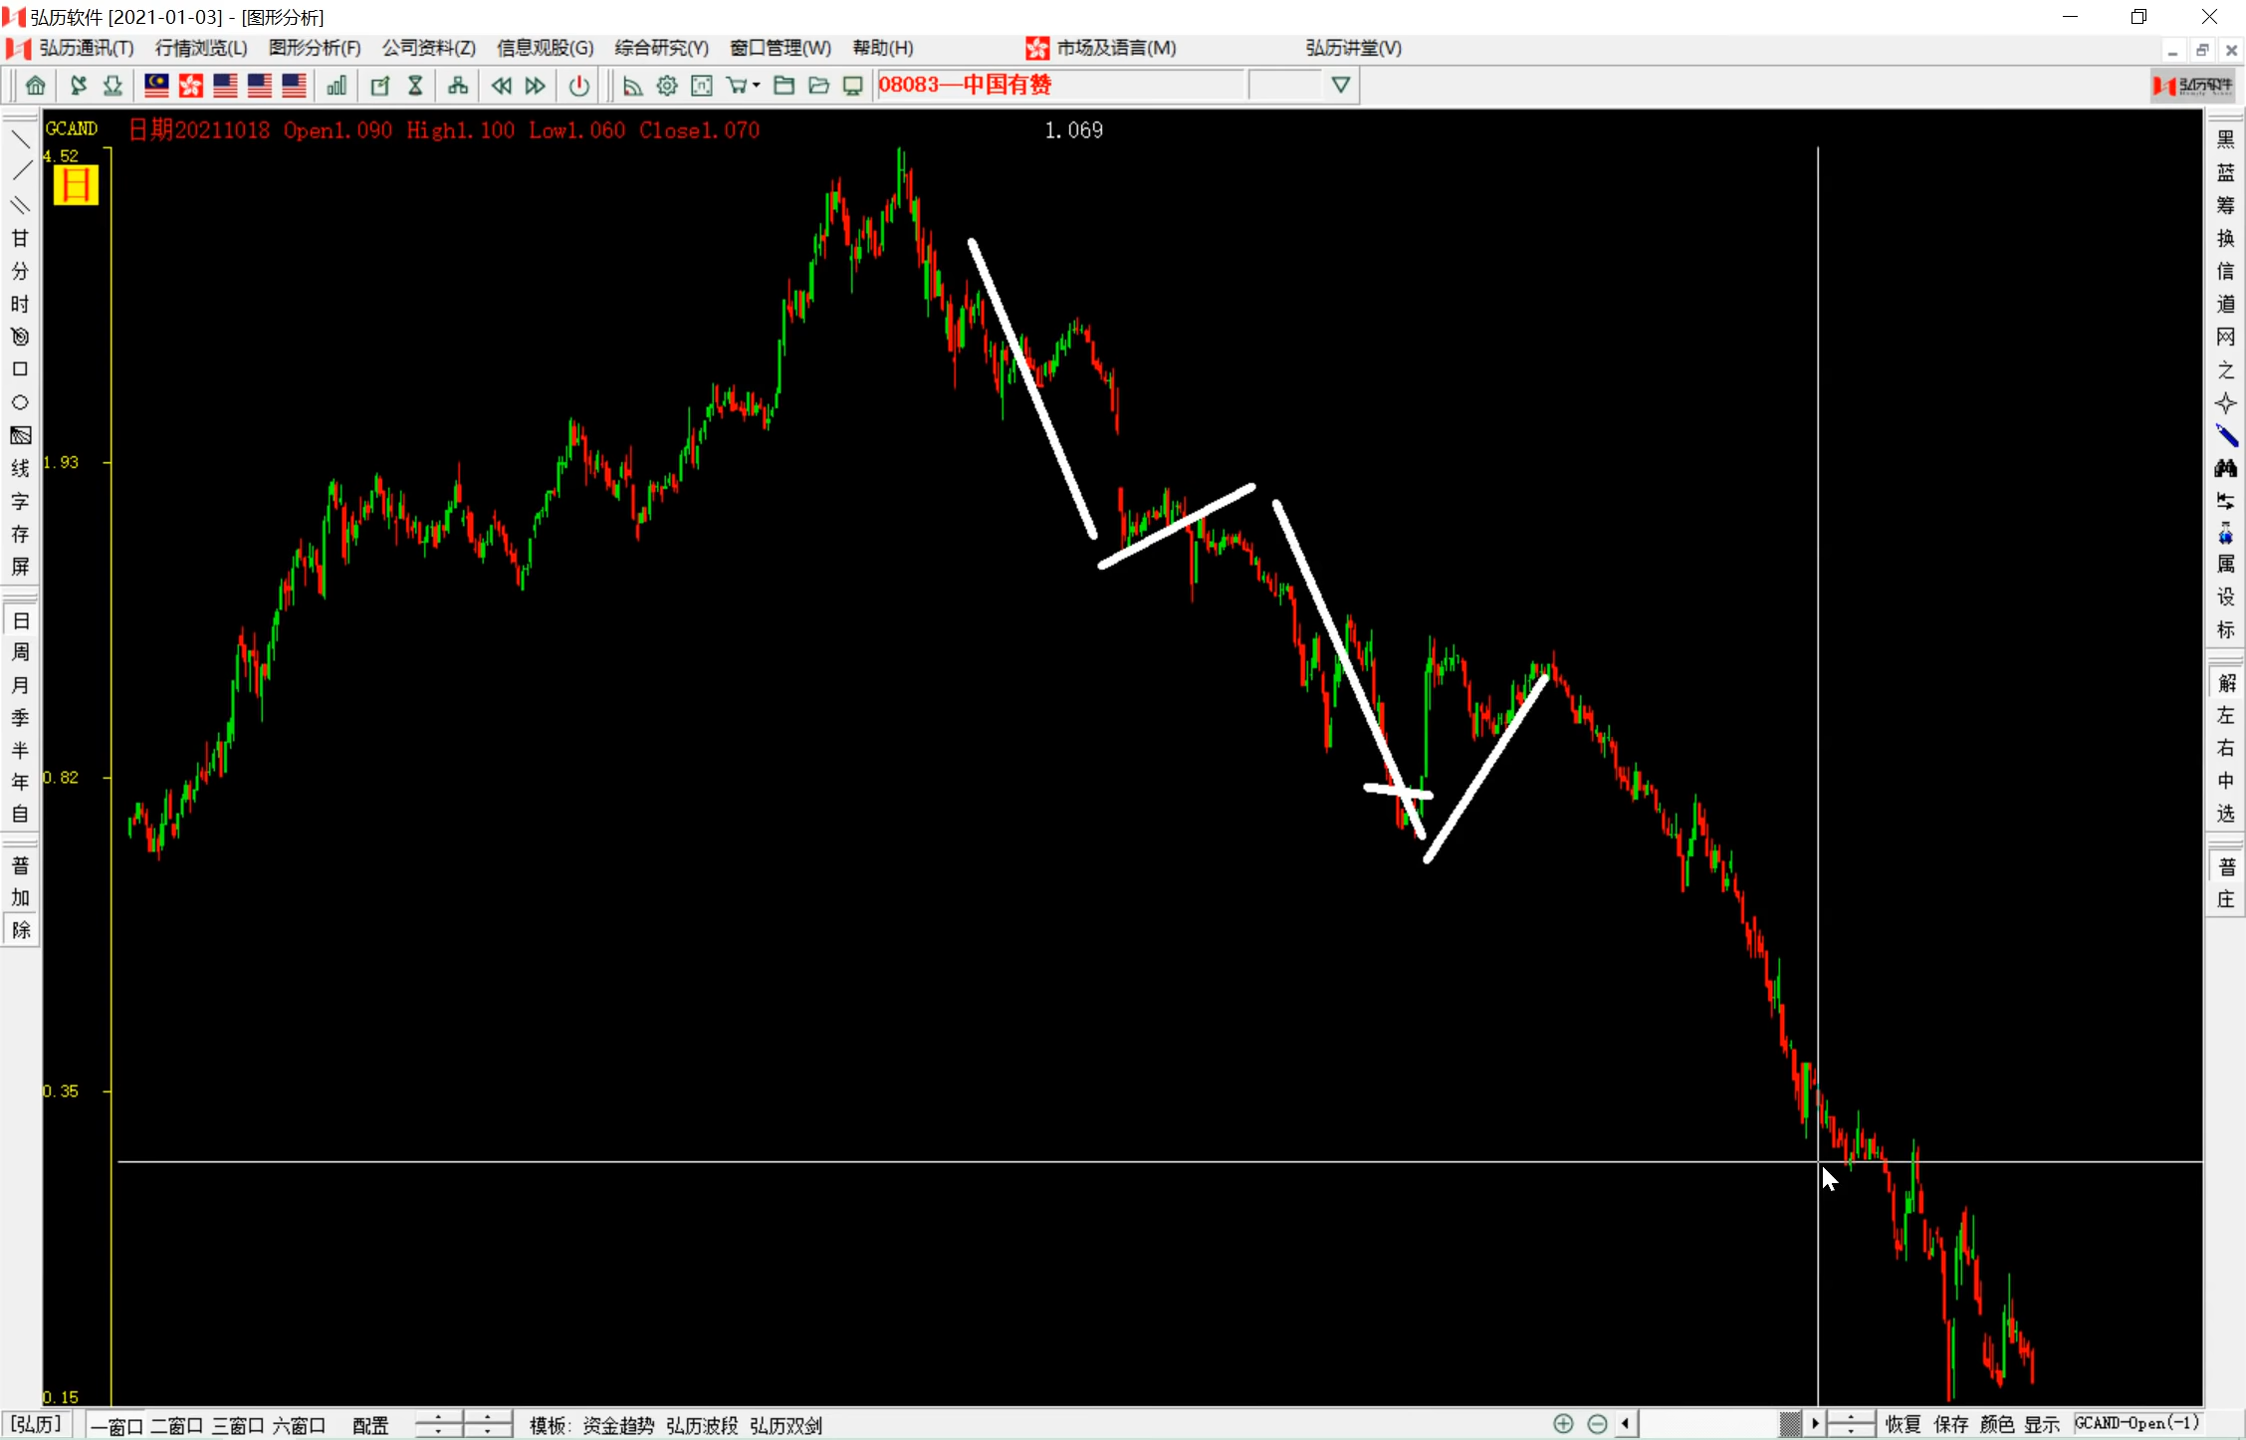 弘历软件 [2021-01-03] - [图形分析]
弘历通讯(T) 行情浏览(L) 图形分析(F) 公司资料(Z) 信息观股(G) 综合研究(Y) 窗口管理(W) 帮助(H) 市场及语言(M) 弘历讲堂(V)
08083—中国有赞
弘历软件
GCAND 日期20211018 Open1.090 High1.100 Low1.060 Close1.070 1.069
4.52
日
1.93
0.82
0.35
0.15
甘
分
时
线
字
存
屏
日
周
月
季
半
年
自
普
加
除
黑
蓝
筹
换
信
道
网
之
属
设
标
解
左
右
中
选
普
庄
[弘历] 一窗口 二窗口 三窗口 六窗口 配置 模板: 资金趋势 弘历波段 弘历双剑 恢复 保存 颜色 显示 GCAND-Open(-1)